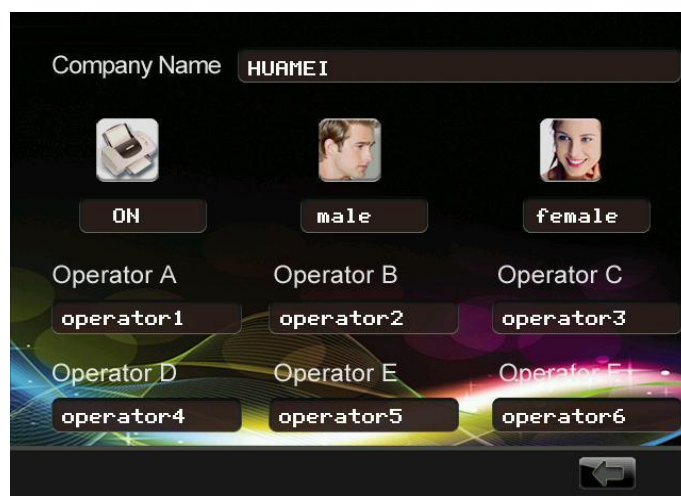 Company Name HUAMEI
ON male female
Operator A Operator B Operator C
operator1 operator2 operator3
Operator D Operator E Operator F
operator4 operator5 operator6